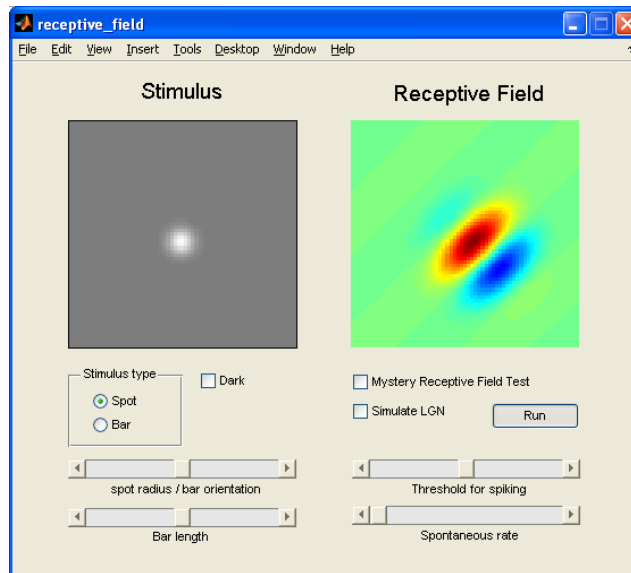 receptive_field
File Edit View Insert Tools Desktop Window Help
Stimulus
Receptive Field
Stimulus type
Spot
Bar
Dark
Mystery Receptive Field Test
Simulate LGN
Run
spot radius / bar orientation
Threshold for spiking
Bar length
Spontaneous rate